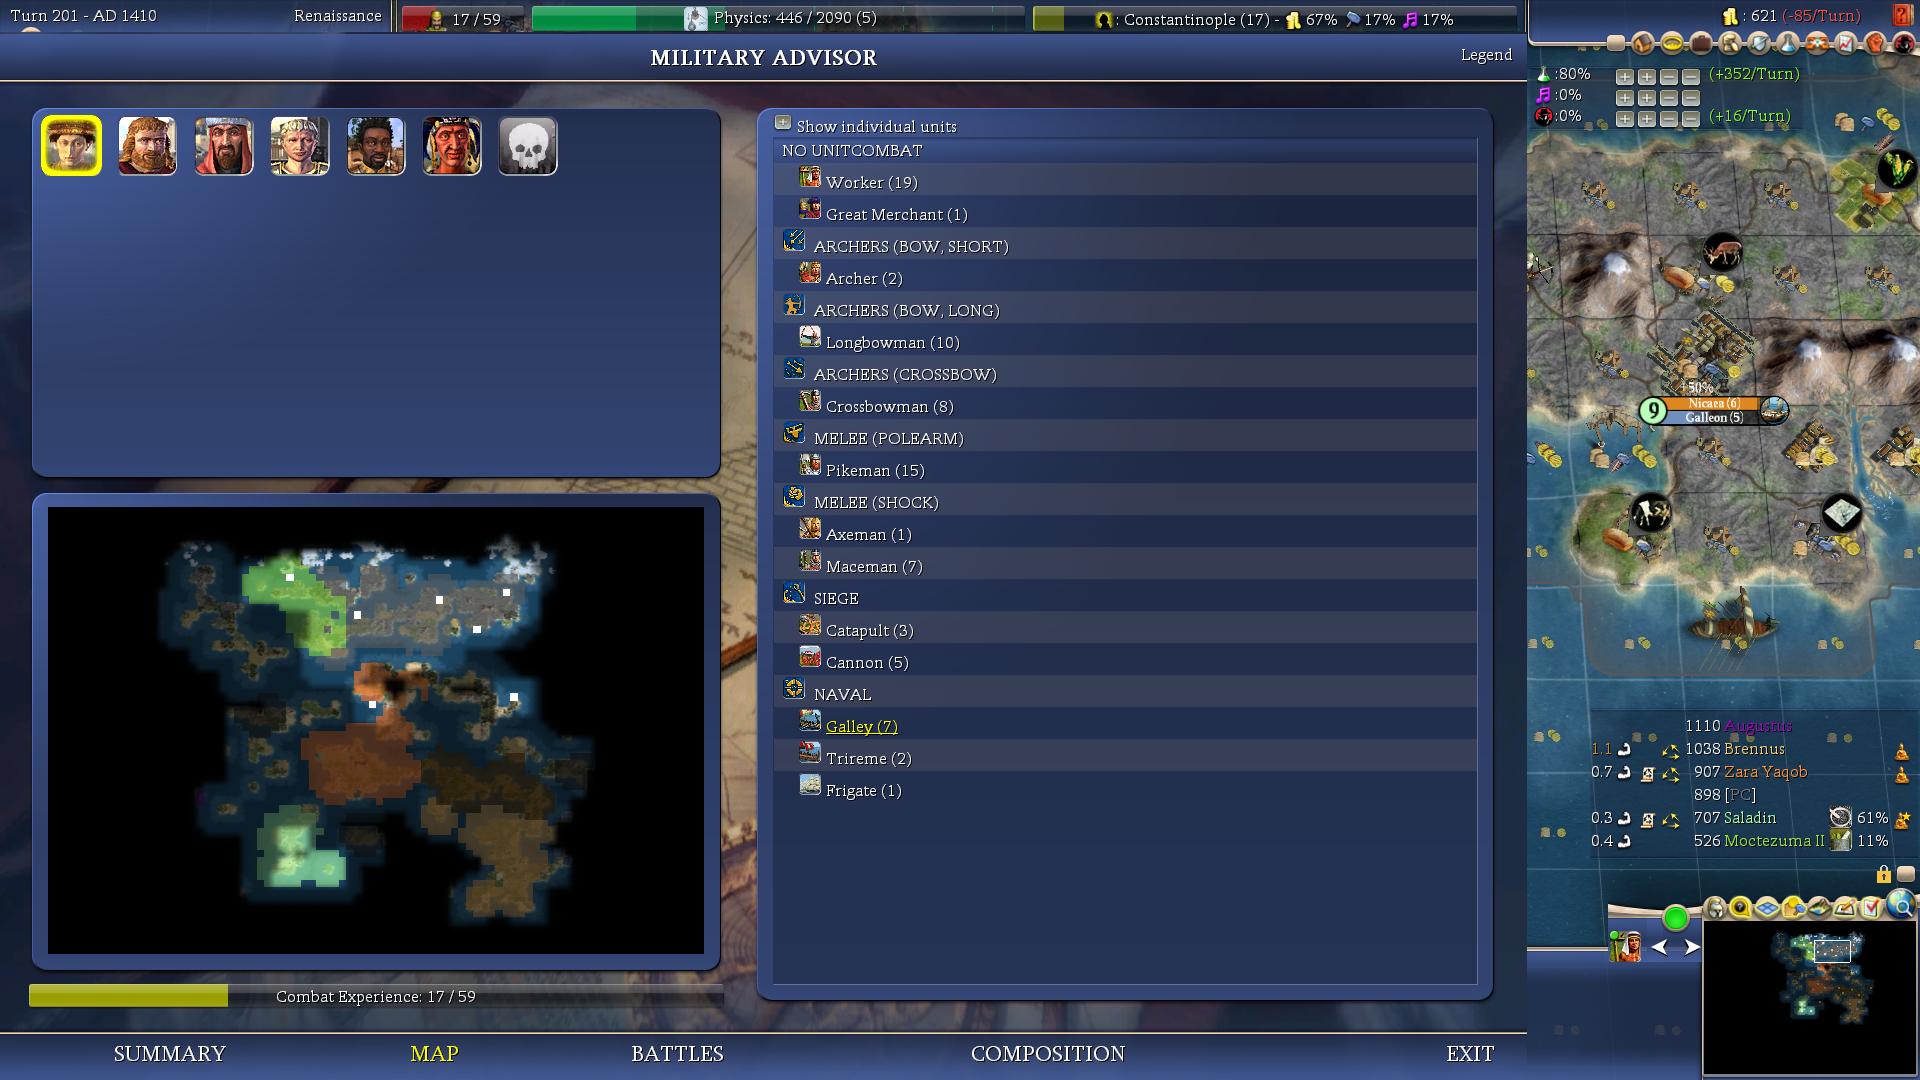 Turn 201 - AD 1410
Renaissance
17 / 59
Physics: 446 / 2090 (5)
: Constantinople (17) - 67% 17% 17%
: 621 (-85/Turn)
MILITARY ADVISOR
Legend
:80% (+352/Turn)
:0%
:0% (+16/Turn)
Show individual units
NO UNITCOMBAT
Worker (19)
Great Merchant (1)
ARCHERS (BOW, SHORT)
Archer (2)
ARCHERS (BOW, LONG)
Longbowman (10)
ARCHERS (CROSSBOW)
Crossbowman (8)
MELEE (POLEARM)
Pikeman (15)
MELEE (SHOCK)
Axeman (1)
Maceman (7)
SIEGE
Catapult (3)
Cannon (5)
NAVAL
Galley (7)
Trireme (2)
Frigate (1)
+50%
9 Nicaea (6)
Galleon (5)
1110 Augustus
1.1 1038 Brennus
0.7 907 Zara Yaqob
898 [PC]
0.3 707 Saladin 61%
0.4 526 Moctezuma II 11%
Combat Experience: 17 / 59
SUMMARY
MAP
BATTLES
COMPOSITION
EXIT